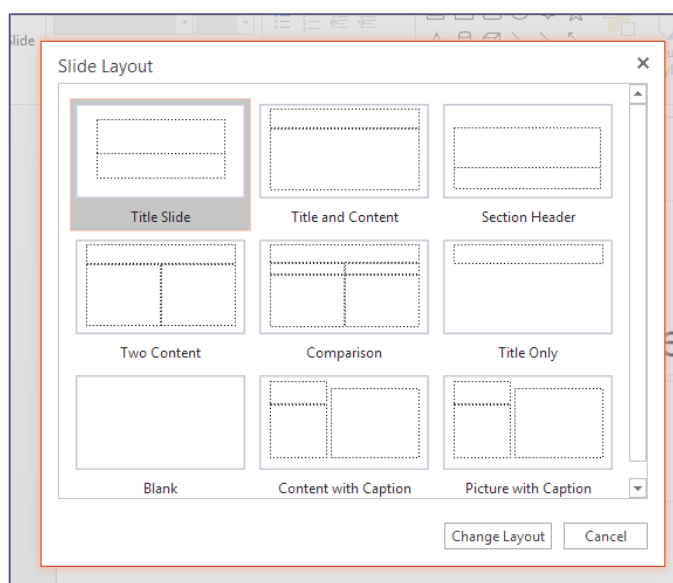 Slide
Slide Layout
Title Slide
Title and Content
Section Header
Two Content
Comparison
Title Only
Blank
Content with Caption
Picture with Caption
Change Layout
Cancel